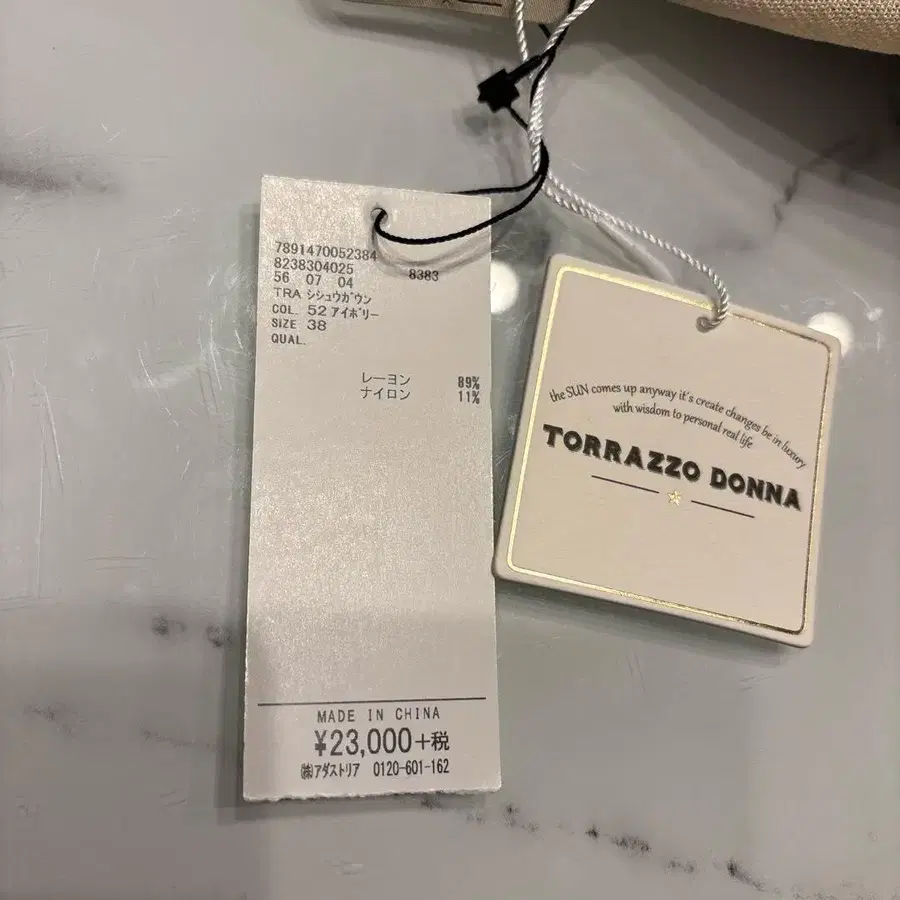 7891470052384
8238304025 8383
56 07 04
TRA シシュウガウン
COL. 52 アイボリー
SIZE 38
QUAL.
レーヨン 89%
ナイロン 11%
MADE IN CHINA
¥23,000+税
㈱アダストリア 0120-601-162
the SUN comes up anyway it's create changes be in luxury
with wisdom to personal real life
TORRAZZO DONNA